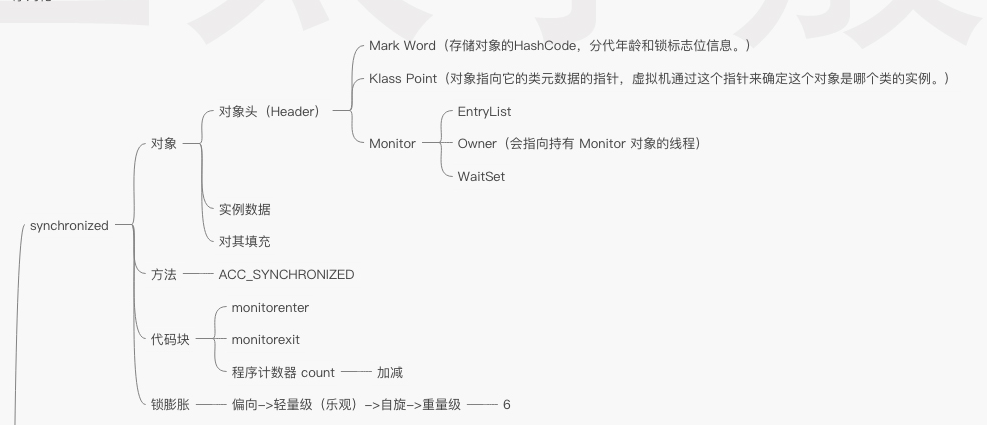 Mark Word（存储对象的HashCode，分代年龄和锁标志位信息。）
Klass Point（对象指向它的类元数据的指针，虚拟机通过这个指针来确定这个对象是哪个类的实例。）
对象头（Header）
EntryList
对象
Monitor
Owner（会指向持有 Monitor 对象的线程）
WaitSet
实例数据
synchronized
对其填充
方法
ACC_SYNCHRONIZED
monitorenter
代码块
monitorexit
程序计数器 count
加减
锁膨胀
偏向–>轻量级（乐观）–>自旋–>重量级
6